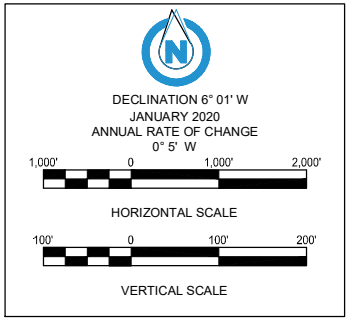 N
DECLINATION 6° 01' W
JANUARY 2020
ANNUAL RATE OF CHANGE
0° 5' W
1,000' 0 1,000' 2,000'
HORIZONTAL SCALE
100' 0 100' 200'
VERTICAL SCALE